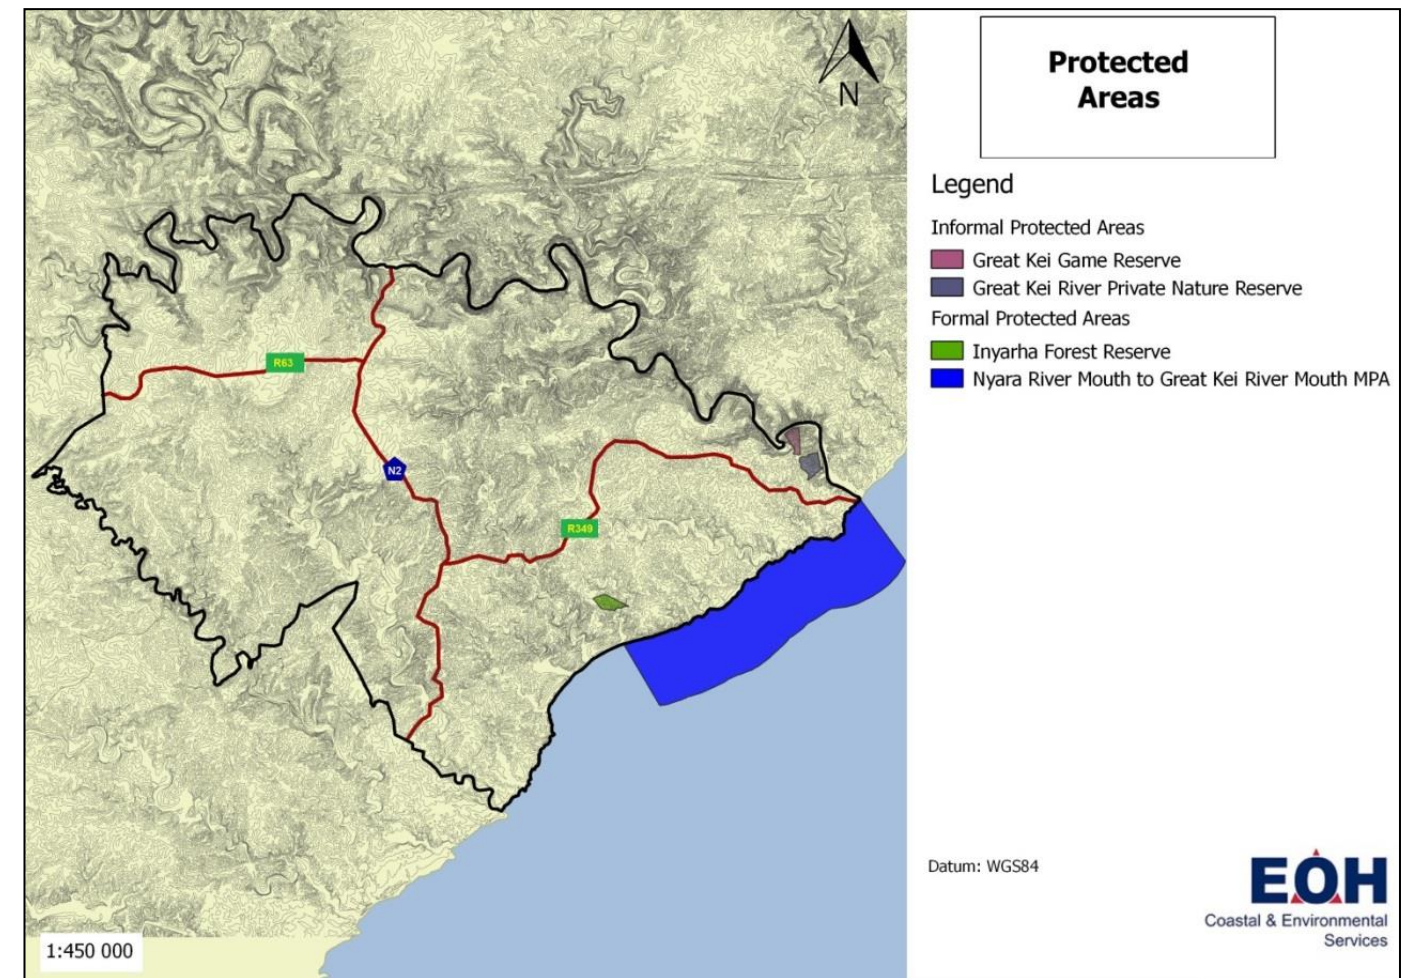 N
R63
N2
R349
1:450 000
Protected
Areas
Legend
Informal Protected Areas
Great Kei Game Reserve
Great Kei River Private Nature Reserve
Formal Protected Areas
Inyarha Forest Reserve
Nyara River Mouth to Great Kei River Mouth MPA
Datum: WGS84
EOH
Coastal & Environmental
Services